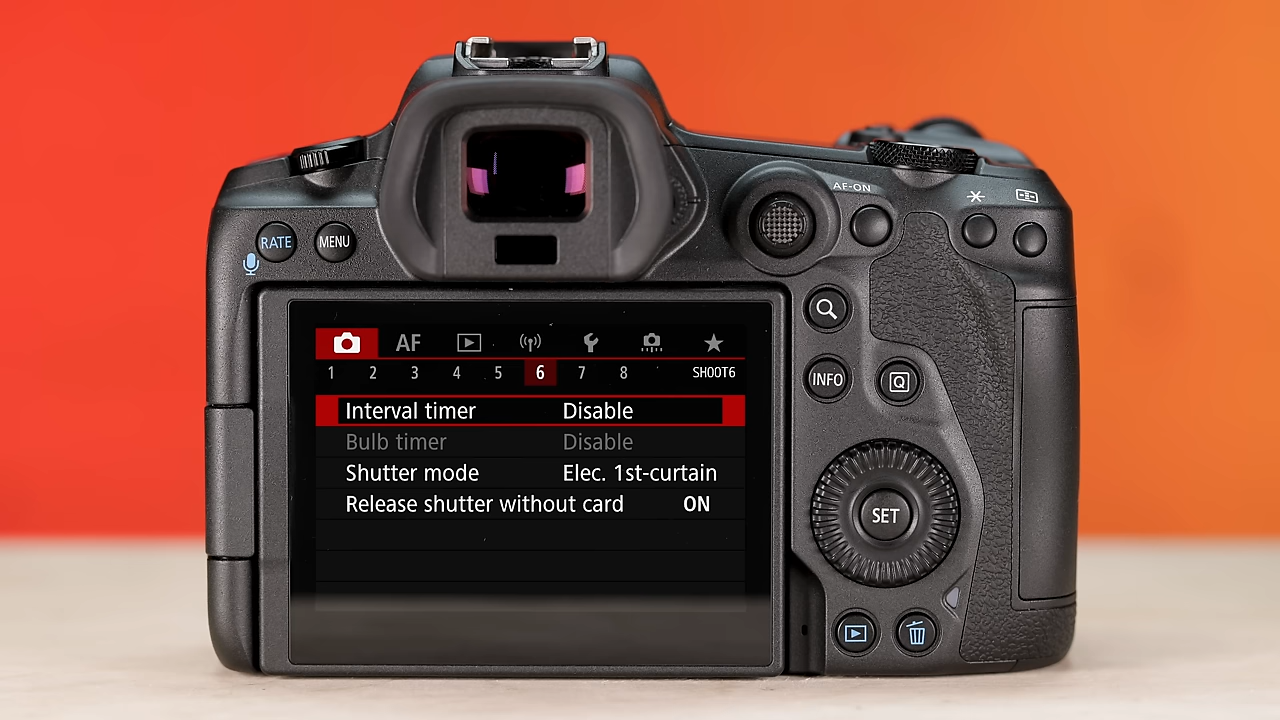 AF-ON
RATE
MENU
AF
1 2 3 4 5 6 7 8 SHOOT6
Interval timer Disable
Bulb timer Disable
Shutter mode Elec. 1st-curtain
Release shutter without card ON
INFO
Q
SET